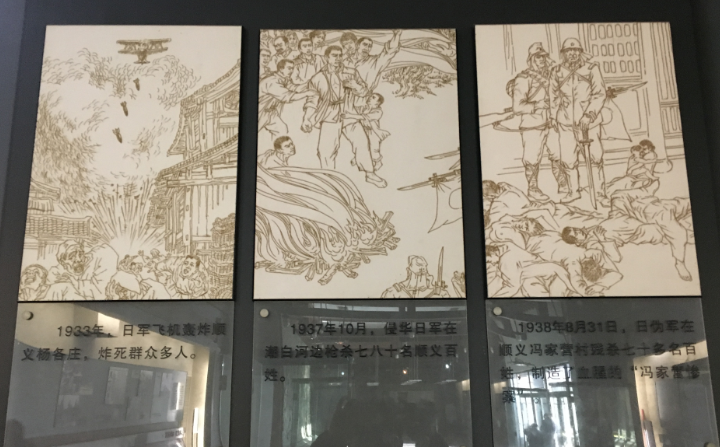 1933年，日军飞机轰炸顺
义杨各庄，炸死群众多人。
1937年10月，侵华日军在
潮白河边枪杀七八十名顺义百
姓。
1938年8月31日，日伪军在
顺义冯家营村残杀七十多名百
姓，制造了血腥的“冯家营惨
案”